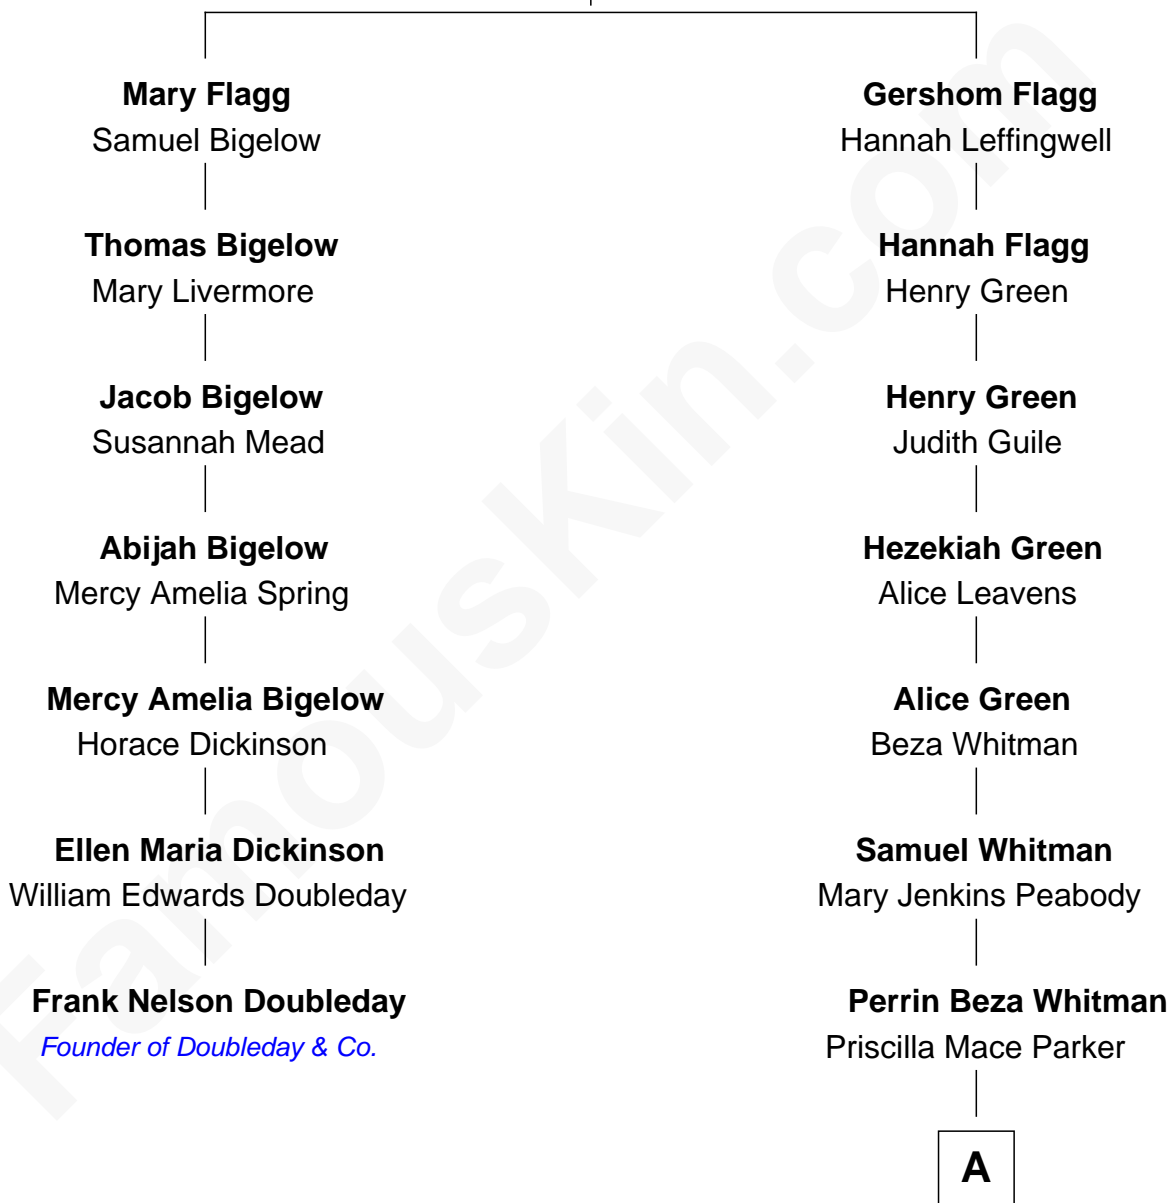 Mary Flagg
Samuel Bigelow
Thomas Bigelow
Mary Livermore
Jacob Bigelow
Susannah Mead
Abijah Bigelow
Mercy Amelia Spring
Mercy Amelia Bigelow
Horace Dickinson
Ellen Maria Dickinson
William Edwards Doubleday
Frank Nelson Doubleday
Founder of Doubleday & Co.
Gershom Flagg
Hannah Leffingwell
Hannah Flagg
Henry Green
Henry Green
Judith Guile
Hezekiah Green
Alice Leavens
Alice Green
Beza Whitman
Samuel Whitman
Mary Jenkins Peabody
Perrin Beza Whitman
Priscilla Mace Parker
A
FamousKin.com